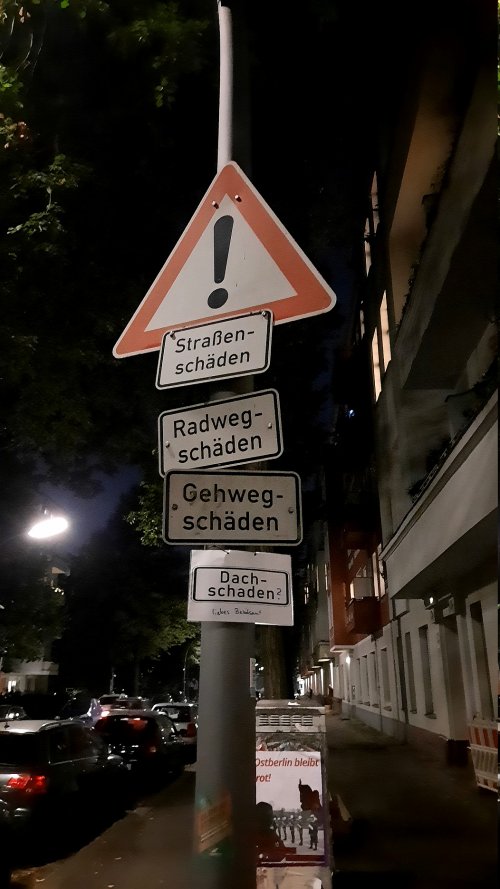 !
Straßen-
schäden
Radweg-
schäden
Gehweg-
schäden
Dach-
schaden?
Ostberlin bleibt
rot!